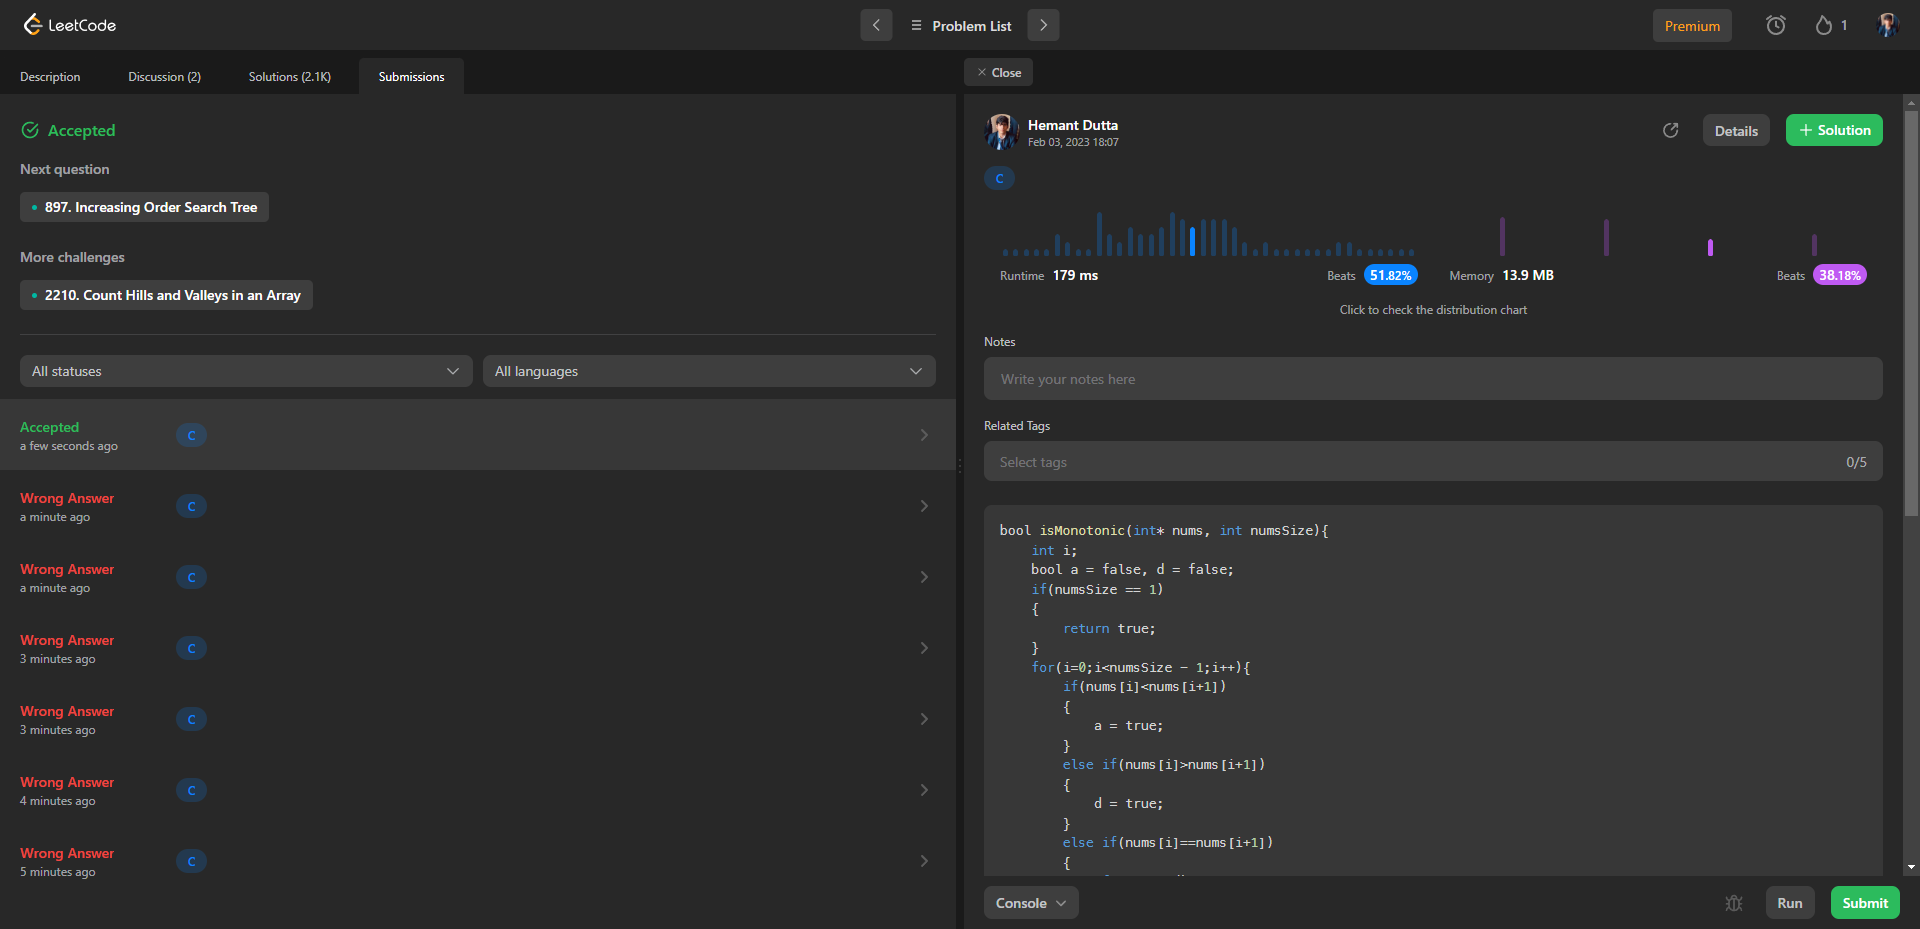 LeetCode
Problem List
Premium
1
Description
Discussion (2)
Solutions (2.1K)
Submissions
Accepted
Next question
897. Increasing Order Search Tree
More challenges
2210. Count Hills and Valleys in an Array
All statuses
All languages
Accepted
a few seconds ago
C
Wrong Answer
a minute ago
C
Wrong Answer
a minute ago
C
Wrong Answer
3 minutes ago
C
Wrong Answer
3 minutes ago
C
Wrong Answer
4 minutes ago
C
Wrong Answer
5 minutes ago
C
Close
Hemant Dutta
Feb 03, 2023 18:07
Details
+ Solution
C
Runtime 179 ms
Beats 51.82%
Memory 13.9 MB
Beats 38.18%
Click to check the distribution chart
Notes
Write your notes here
Related Tags
Select tags
0/5
bool isMonotonic(int* nums, int numsSize){
    int i;
    bool a = false, d = false;
    if(numsSize == 1)
    {
        return true;
    }
    for(i=0;i<numsSize - 1;i++){
        if(nums[i]<nums[i+1])
        {
            a = true;
        }
        else if(nums[i]>nums[i+1])
        {
            d = true;
        }
        else if(nums[i]==nums[i+1])
        {
Console
Run
Submit